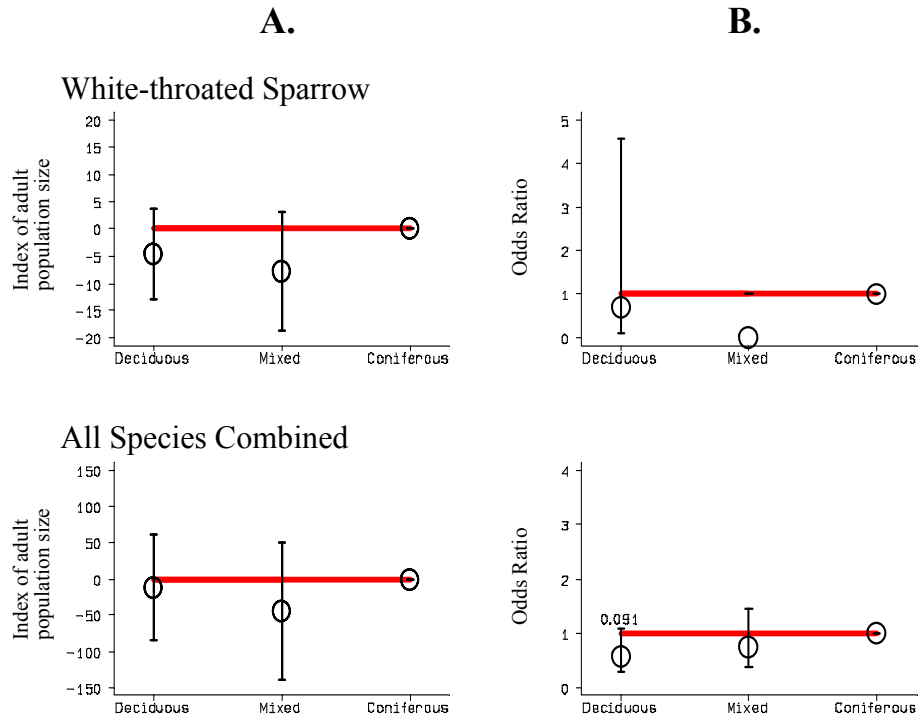 A.
B.
White-throated Sparrow
Index of adult
population size
20
15
10
5
0
-5
-10
-15
-20
Deciduous Mixed Coniferous
Odds Ratio
5
4
3
2
1
0
Deciduous Mixed Coniferous
All Species Combined
Index of adult
population size
150
100
50
0
-50
-100
-150
Deciduous Mixed Coniferous
Odds Ratio
4
3
2
1
0
0.091
Deciduous Mixed Coniferous